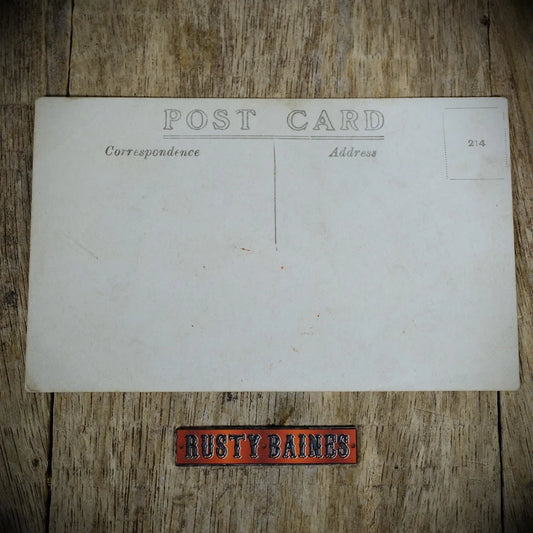 POST CARD
Correspondence
Address
214
RUSTY·BAINES